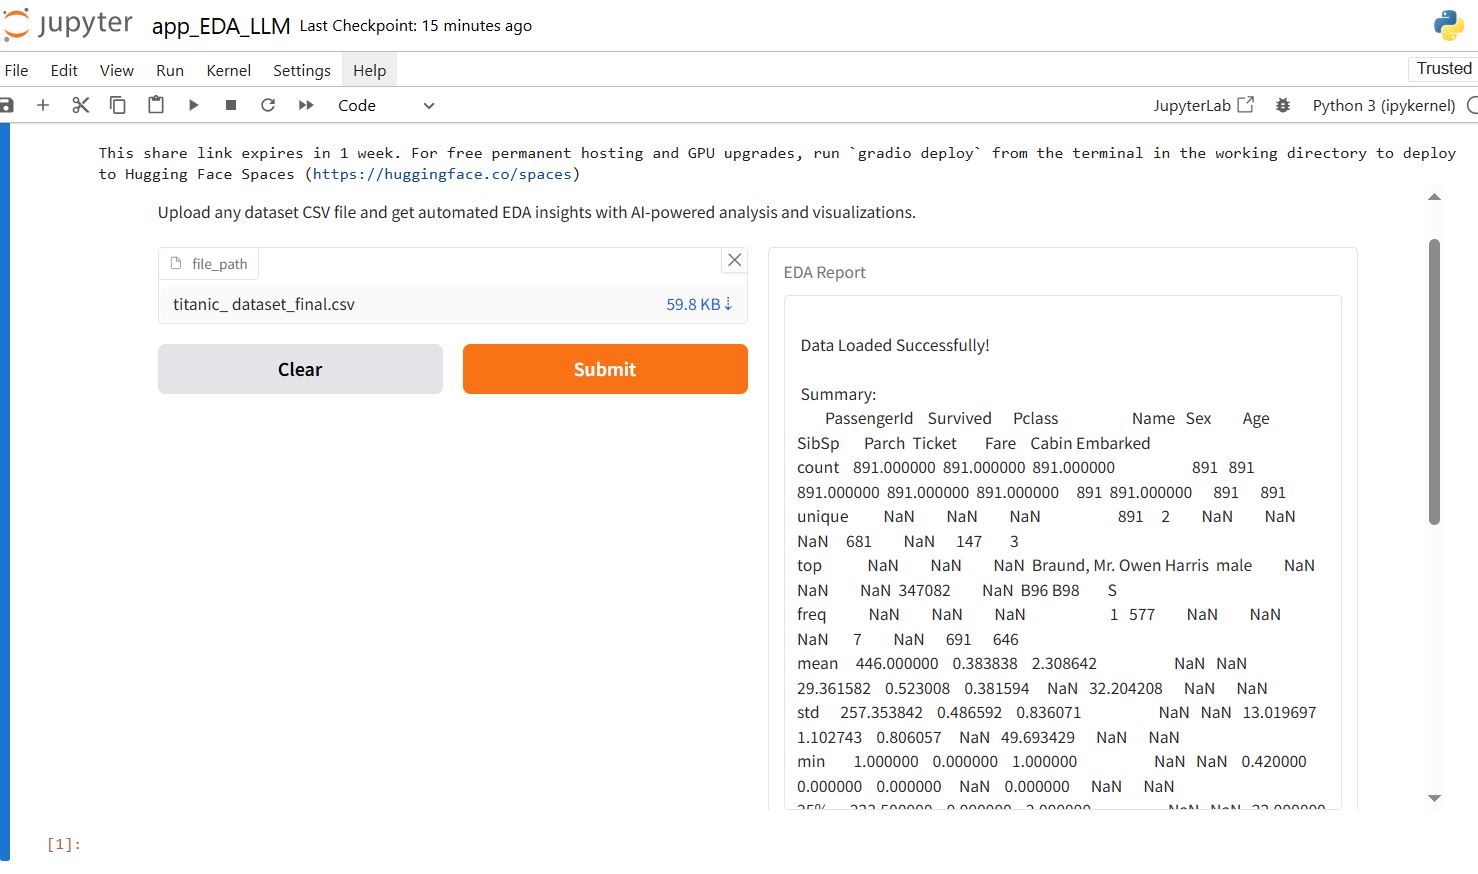 jupyter app_EDA_LLM Last Checkpoint: 15 minutes ago
File Edit View Run Kernel Settings Help Trusted
Code JupyterLab Python 3 (ipykernel)
This share link expires in 1 week. For free permanent hosting and GPU upgrades, run `gradio deploy` from the terminal in the working directory to deploy
to Hugging Face Spaces (https://huggingface.co/spaces)
Upload any dataset CSV file and get automated EDA insights with AI-powered analysis and visualizations.
file_path
titanic_ dataset_final.csv 59.8 KB ↓
Clear Submit
EDA Report
Data Loaded Successfully!
Summary:
PassengerId Survived Pclass Name Sex Age
SibSp Parch Ticket Fare Cabin Embarked
count 891.000000 891.000000 891.000000 891 891
891.000000 891.000000 891.000000 891 891.000000 891 891
unique NaN NaN NaN 891 2 NaN NaN
NaN 681 NaN 147 3
top NaN NaN NaN Braund, Mr. Owen Harris male NaN
NaN NaN 347082 NaN B96 B98 S
freq NaN NaN NaN 1 577 NaN NaN
NaN 7 NaN 691 646
mean 446.000000 0.383838 2.308642 NaN NaN
29.361582 0.523008 0.381594 NaN 32.204208 NaN NaN
std 257.353842 0.486592 0.836071 NaN NaN 13.019697
1.102743 0.806057 NaN 49.693429 NaN NaN
min 1.000000 0.000000 1.000000 NaN NaN 0.420000
0.000000 0.000000 NaN 0.000000 NaN NaN
[1]: